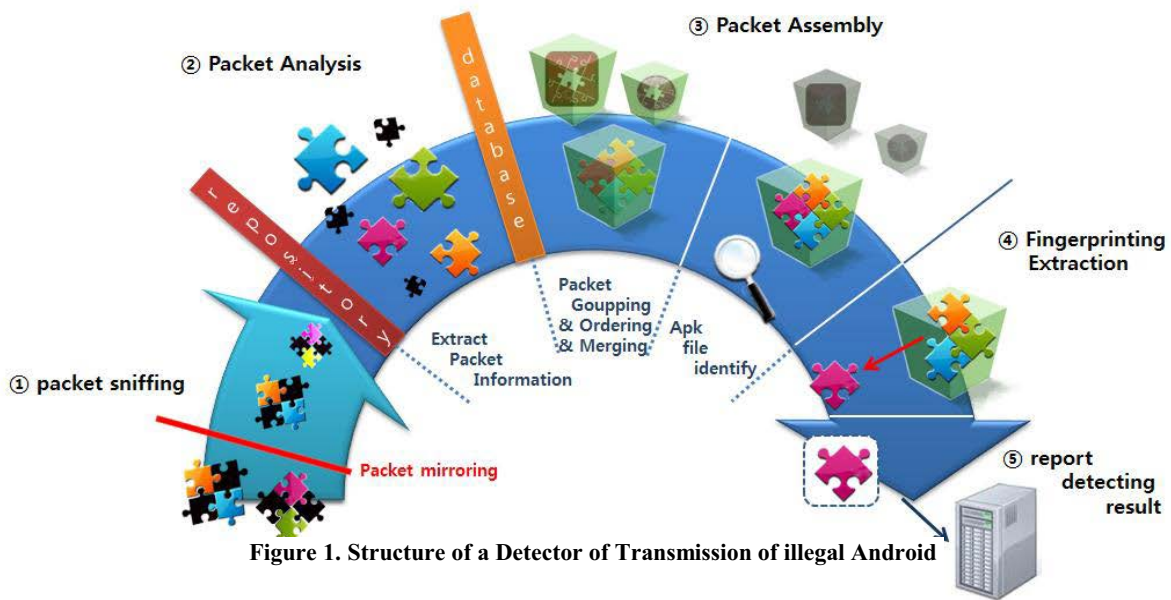 ① packet sniffing
Packet mirroring
repository
② Packet Analysis
Extract
Packet
Information
database
③ Packet Assembly
Packet
Goupping
& Ordering
& Merging
Apk
file
identify
④ Fingerprinting
Extraction
⑤ report
detecting
result
Figure 1. Structure of a Detector of Transmission of illegal Android